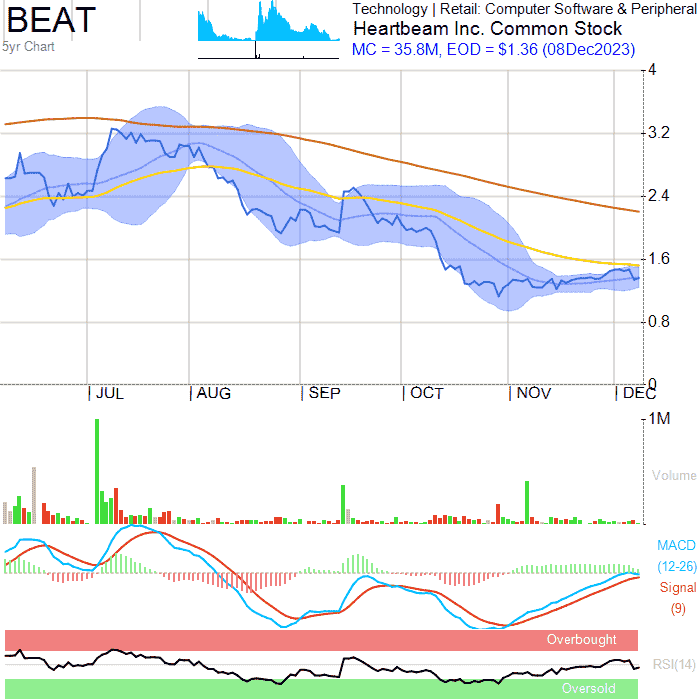 BEAT
5yr Chart
Technology | Retail: Computer Software & Peripheral
Heartbeam Inc. Common Stock
MC = 35.8M, EOD = $1.36 (08Dec2023)
4
3.2
2.4
1.6
0.8
0
JUL AUG SEP OCT NOV DEC
1M
Volume
MACD
(12-26)
Signal
(9)
Overbought
RSI(14)
Oversold